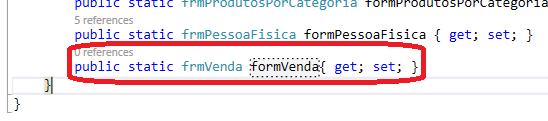 public static frmProdutosPorCategoria formProdutosPorCategoria
5 references
public static frmPessoaFisica formPessoaFisica { get; set; }
0 references
public static frmVenda formVenda{ get; set; }
}
}